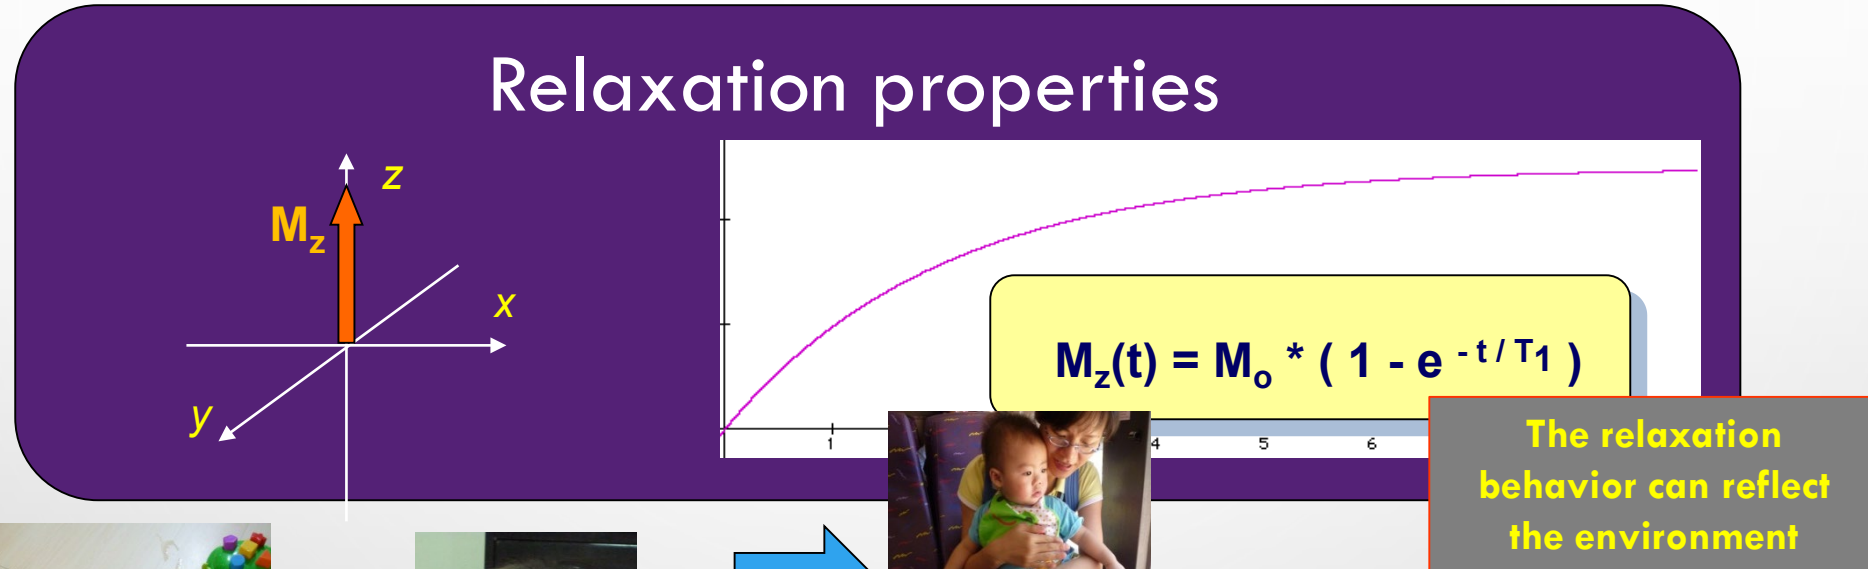 Relaxation properties
z
Mz
x
y
Mz(t) = Mo * ( 1 - e - t / T1 )
1
4
5
6
The relaxation
behavior can reflect
the environment